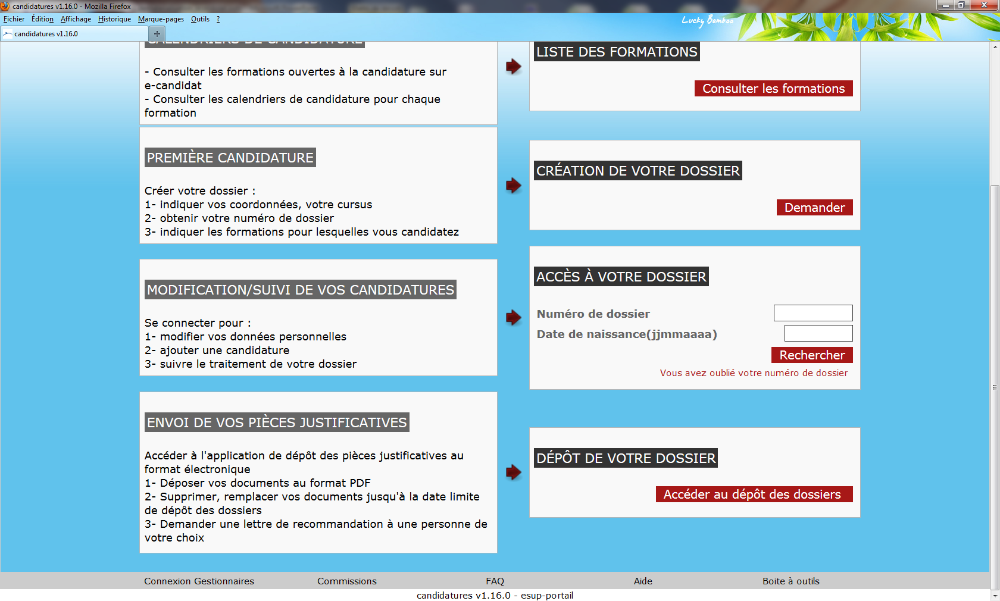 candidatures v1.16.0 - Mozilla Firefox
Fichier Édition Affichage Historique Marque-pages Outils ?
Lucky Bamboo
candidatures v1.16.0
CALENDRIERS DE CANDIDATURE
- Consulter les formations ouvertes à la candidature sur
e-candidat
- Consulter les calendriers de candidature pour chaque
formation
LISTE DES FORMATIONS
Consulter les formations
PREMIÈRE CANDIDATURE
Créer votre dossier :
1- indiquer vos coordonnées, votre cursus
2- obtenir votre numéro de dossier
3- indiquer les formations pour lesquelles vous candidatez
CRÉATION DE VOTRE DOSSIER
Demander
MODIFICATION/SUIVI DE VOS CANDIDATURES
Se connecter pour :
1- modifier vos données personnelles
2- ajouter une candidature
3- suivre le traitement de votre dossier
ACCÈS À VOTRE DOSSIER
Numéro de dossier
Date de naissance(jjmmaaaa)
Rechercher
Vous avez oublié votre numéro de dossier
ENVOI DE VOS PIÈCES JUSTIFICATIVES
Accéder à l'application de dépôt des pièces justificatives au
format électronique
1- Déposer vos documents au format PDF
2- Supprimer, remplacer vos documents jusqu'à la date limite
de dépôt des dossiers
3- Demander une lettre de recommandation à une personne de
votre choix
DÉPÔT DE VOTRE DOSSIER
Accéder au dépôt des dossiers
Connexion Gestionnaires Commissions FAQ Aide Boite à outils
candidatures v1.16.0 - esup-portail